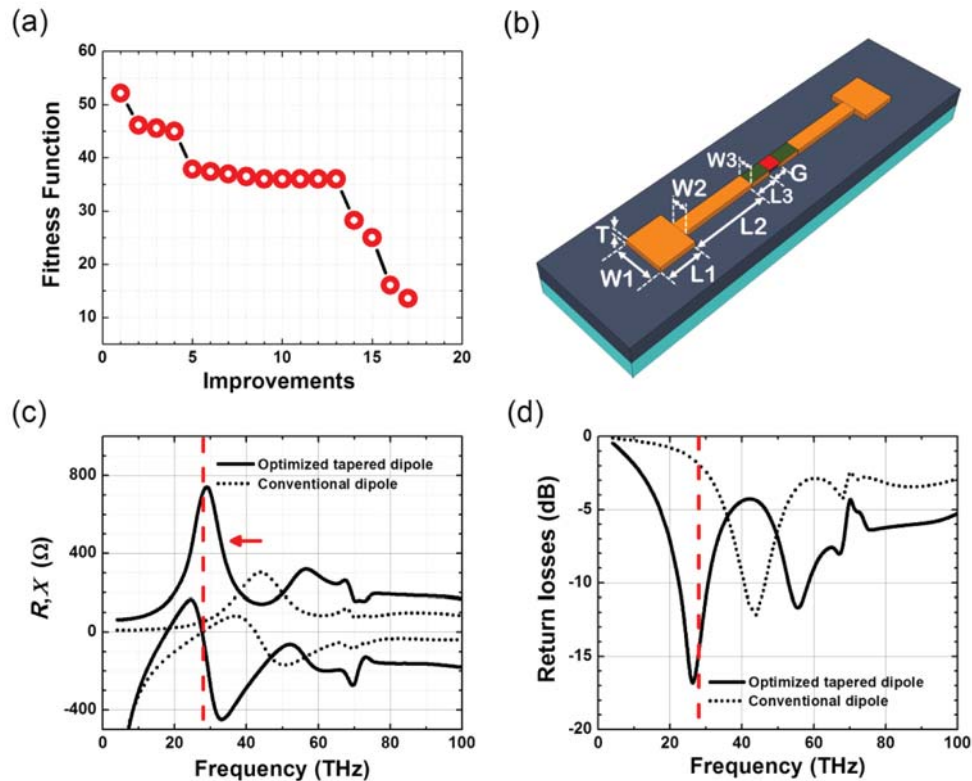 (a)
60
50
40
30
20
10
0 5 10 15 20
Fitness Function
Improvements
(b)
W3
G
W2
L3
L2
T
W1
L1
(c)
800
400
0
-400
0 20 40 60 80 100
R,X (Ω)
Frequency (THz)
Optimized tapered dipole
Conventional dipole
(d)
0
-5
-10
-15
-20
0 20 40 60 80 100
Return losses (dB)
Frequency (THz)
Optimized tapered dipole
Conventional dipole